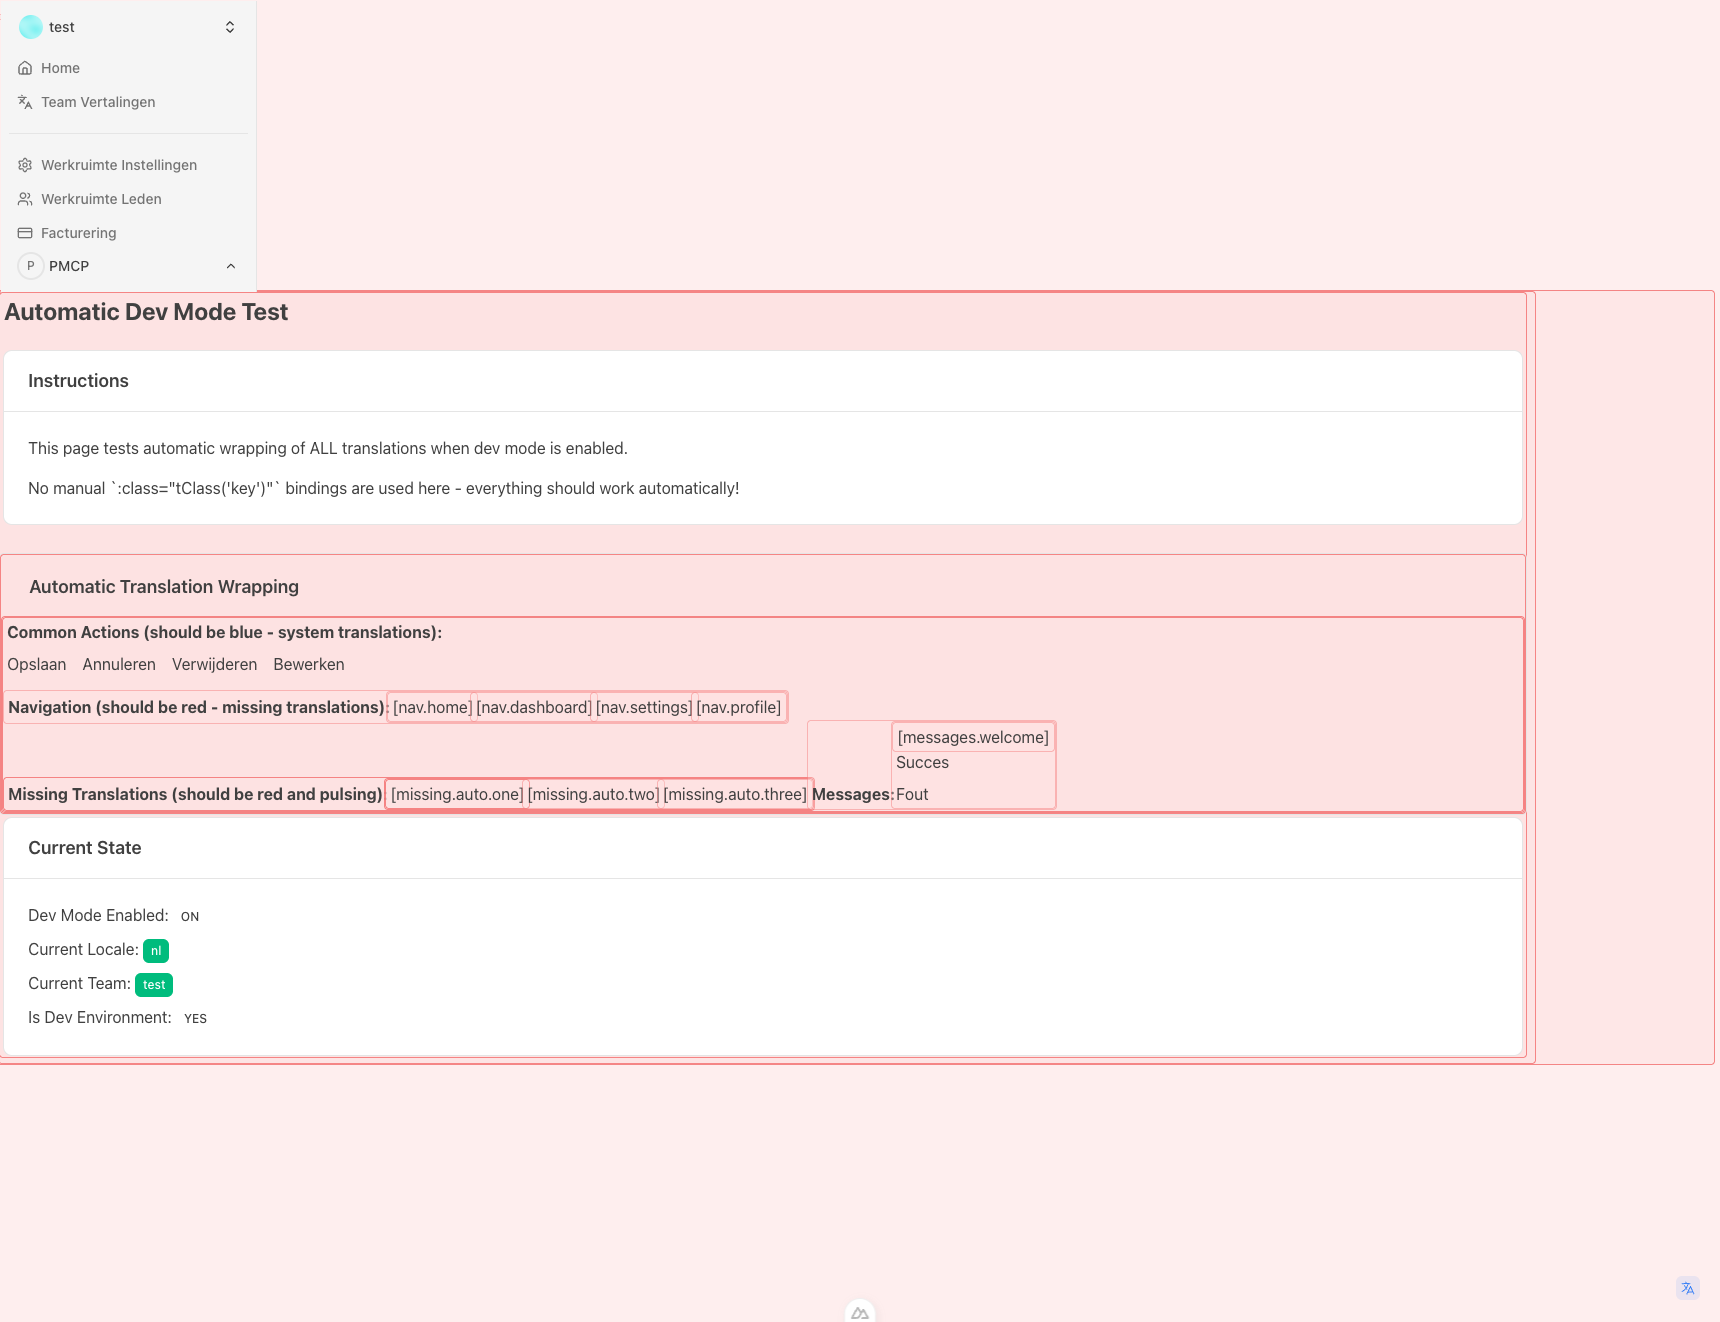 test
Home
Team Vertalingen
Werkruimte Instellingen
Werkruimte Leden
Facturering
P PMCP
Automatic Dev Mode Test
Instructions
This page tests automatic wrapping of ALL translations when dev mode is enabled.
No manual `:class="tClass('key')"` bindings are used here - everything should work automatically!
Automatic Translation Wrapping
Common Actions (should be blue - system translations):
Opslaan Annuleren Verwijderen Bewerken
Navigation (should be red - missing translations): [nav.home] [nav.dashboard] [nav.settings] [nav.profile]
[messages.welcome]
Succes
Missing Translations (should be red and pulsing): [missing.auto.one] [missing.auto.two] [missing.auto.three] Messages: Fout
Current State
Dev Mode Enabled: ON
Current Locale: nl
Current Team: test
Is Dev Environment: YES